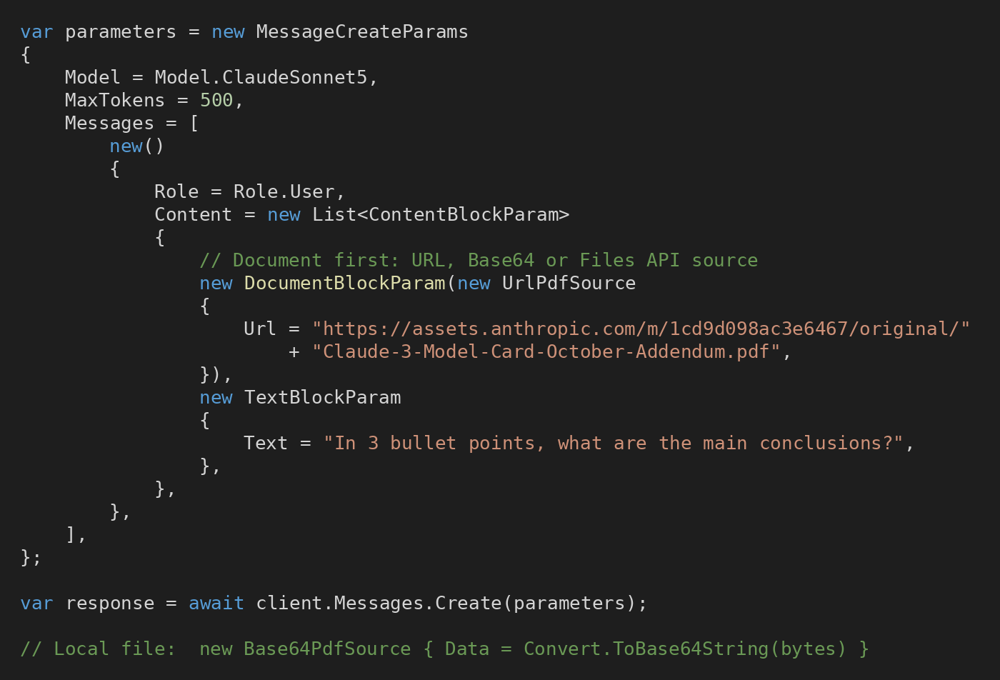 var parameters = new MessageCreateParams
{
    Model = Model.ClaudeSonnet5,
    MaxTokens = 500,
    Messages = [
        new()
        {
            Role = Role.User,
            Content = new List<ContentBlockParam>
            {
                // Document first: URL, Base64 or Files API source
                new DocumentBlockParam(new UrlPdfSource
                {
                    Url = "https://assets.anthropic.com/m/1cd9d098ac3e6467/original/"
                        + "Claude-3-Model-Card-October-Addendum.pdf",
                }),
                new TextBlockParam
                {
                    Text = "In 3 bullet points, what are the main conclusions?",
                },
            },
        },
    ],
};

var response = await client.Messages.Create(parameters);

// Local file:  new Base64PdfSource { Data = Convert.ToBase64String(bytes) }